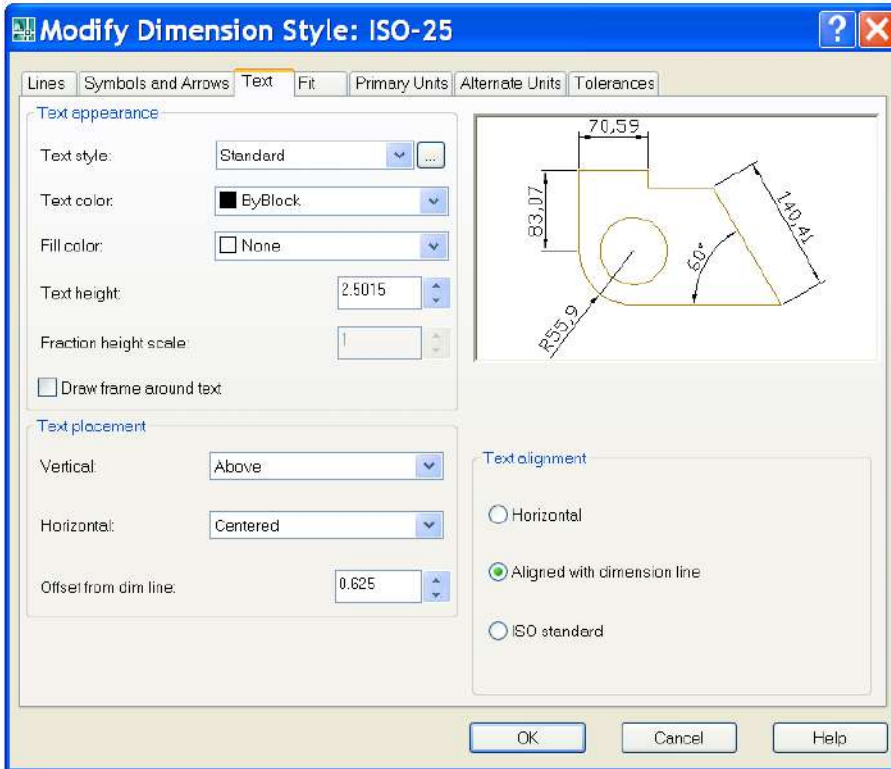 Modify Dimension Style: ISO-25
Lines Symbols and Arrows Text Fit Primary Units Alternate Units Tolerances
Text appearance
Text style: Standard ...
Text color: ByBlock
Fill color: None
Text height: 2.5015
Fraction height scale: 1
Draw frame around text
70,59
83,07
140,41
60°
R55,9
Text placement
Vertical: Above
Horizontal: Centered
Offset from dim line: 0.625
Text alignment
Horizontal
Aligned with dimension line
ISO standard
OK Cancel Help